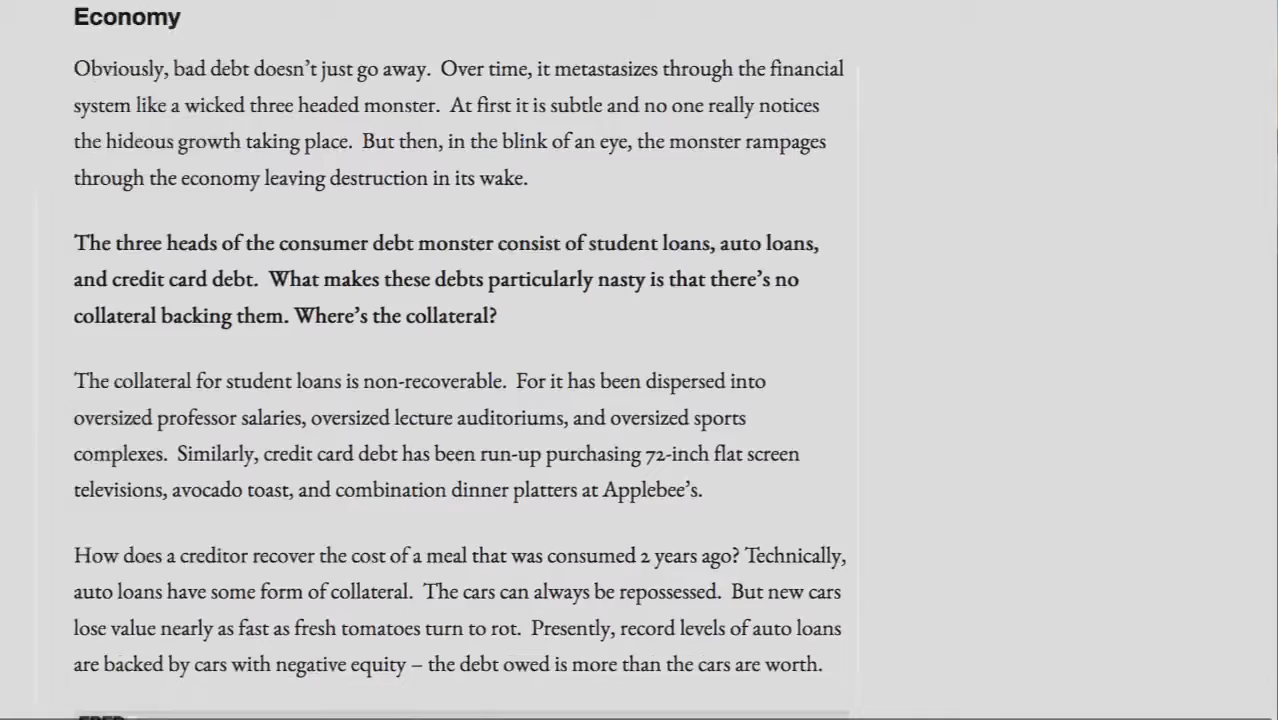 Economy
Obviously, bad debt doesn’t just go away. Over time, it metastasizes through the financial
system like a wicked three headed monster. At first it is subtle and no one really notices
the hideous growth taking place. But then, in the blink of an eye, the monster rampages
through the economy leaving destruction in its wake.
The three heads of the consumer debt monster consist of student loans, auto loans,
and credit card debt. What makes these debts particularly nasty is that there’s no
collateral backing them. Where’s the collateral?
The collateral for student loans is non-recoverable. For it has been dispersed into
oversized professor salaries, oversized lecture auditoriums, and oversized sports
complexes. Similarly, credit card debt has been run-up purchasing 72-inch flat screen
televisions, avocado toast, and combination dinner platters at Applebee’s.
How does a creditor recover the cost of a meal that was consumed 2 years ago? Technically,
auto loans have some form of collateral. The cars can always be repossessed. But new cars
lose value nearly as fast as fresh tomatoes turn to rot. Presently, record levels of auto loans
are backed by cars with negative equity – the debt owed is more than the cars are worth.